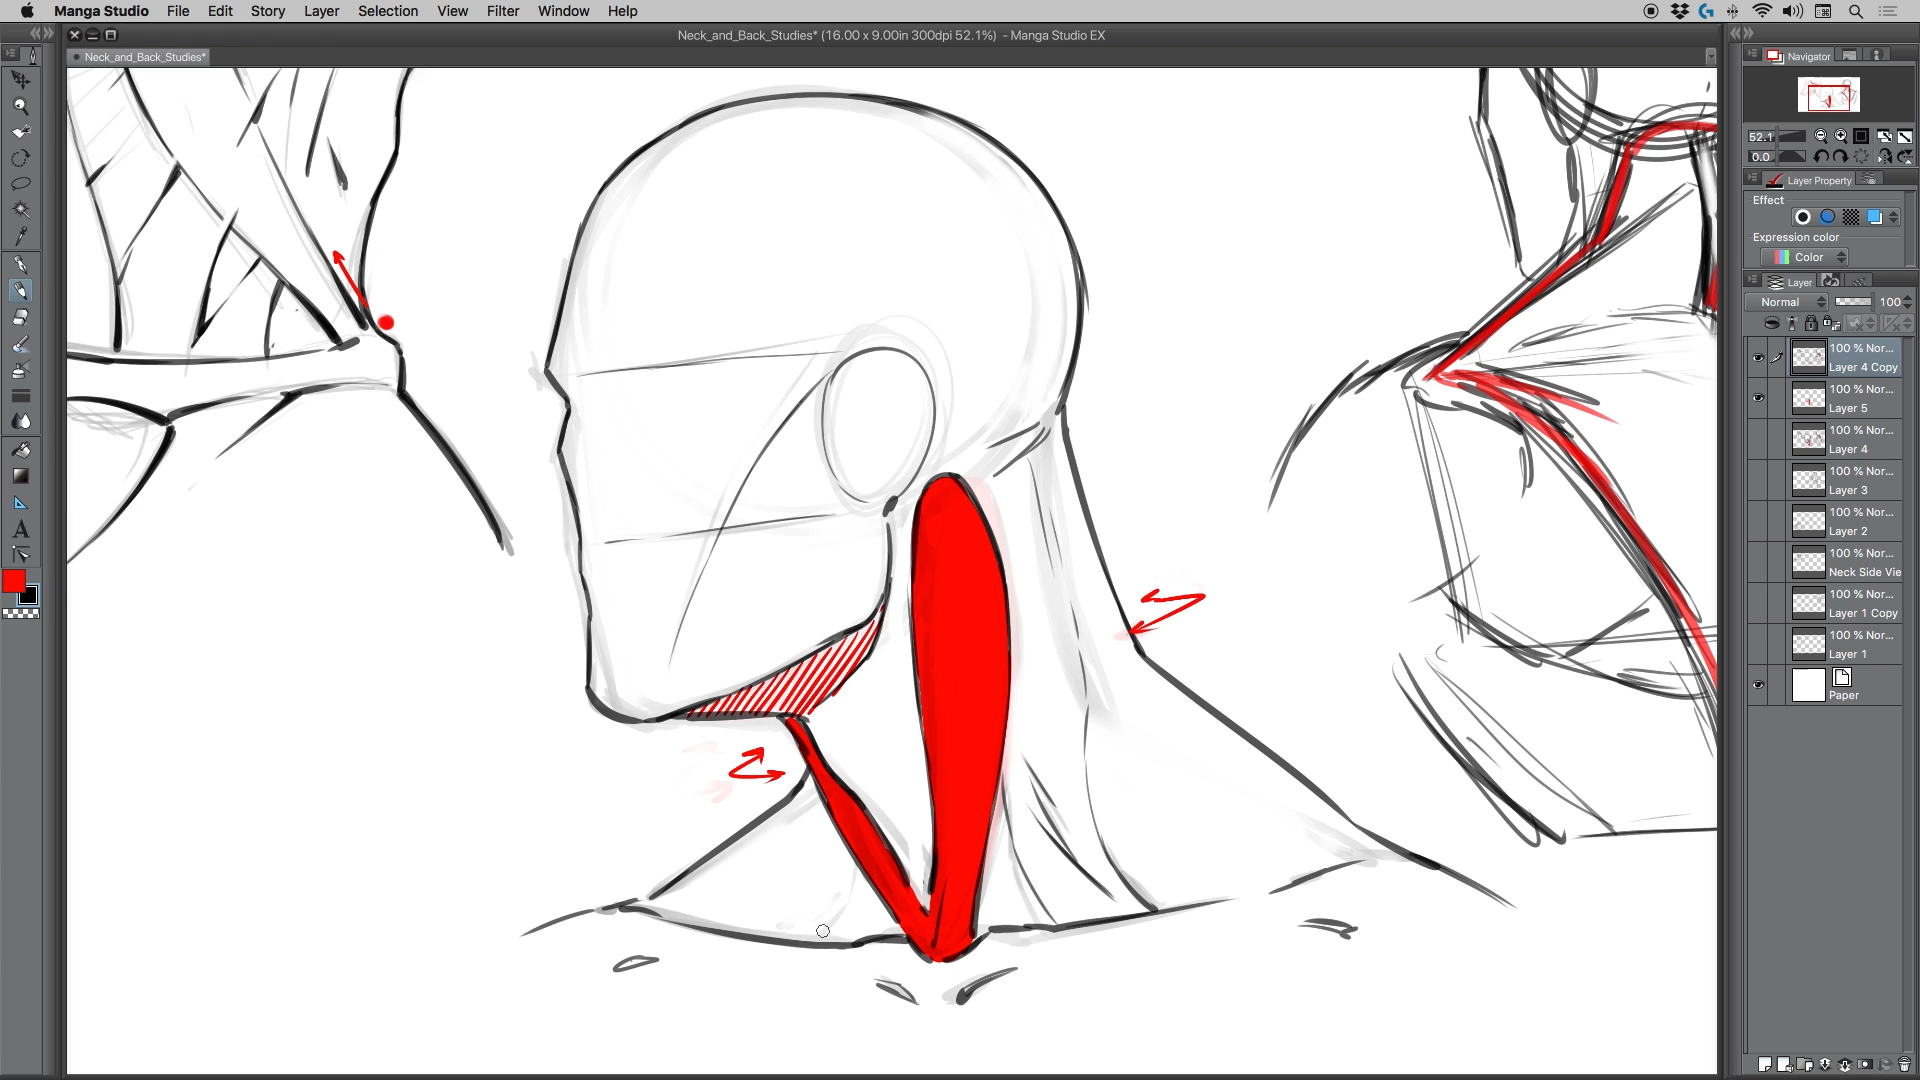 Manga Studio File Edit Story Layer Selection View Filter Window Help
Neck_and_Back_Studies* (16.00 x 9.00in 300dpi 52.1%) - Manga Studio EX
Neck_and_Back_Studies*
Navigator
52.1
0.0
Layer Property
Effect
Expression color
Color
Layer
Normal 100
100 % Nor...
Layer 4 Copy
100 % Nor...
Layer 5
100 % Nor...
Layer 4
100 % Nor...
Layer 3
100 % Nor...
Layer 2
100 % Nor...
Neck Side Vie
100 % Nor...
Layer 1 Copy
100 % Nor...
Layer 1
Paper
A